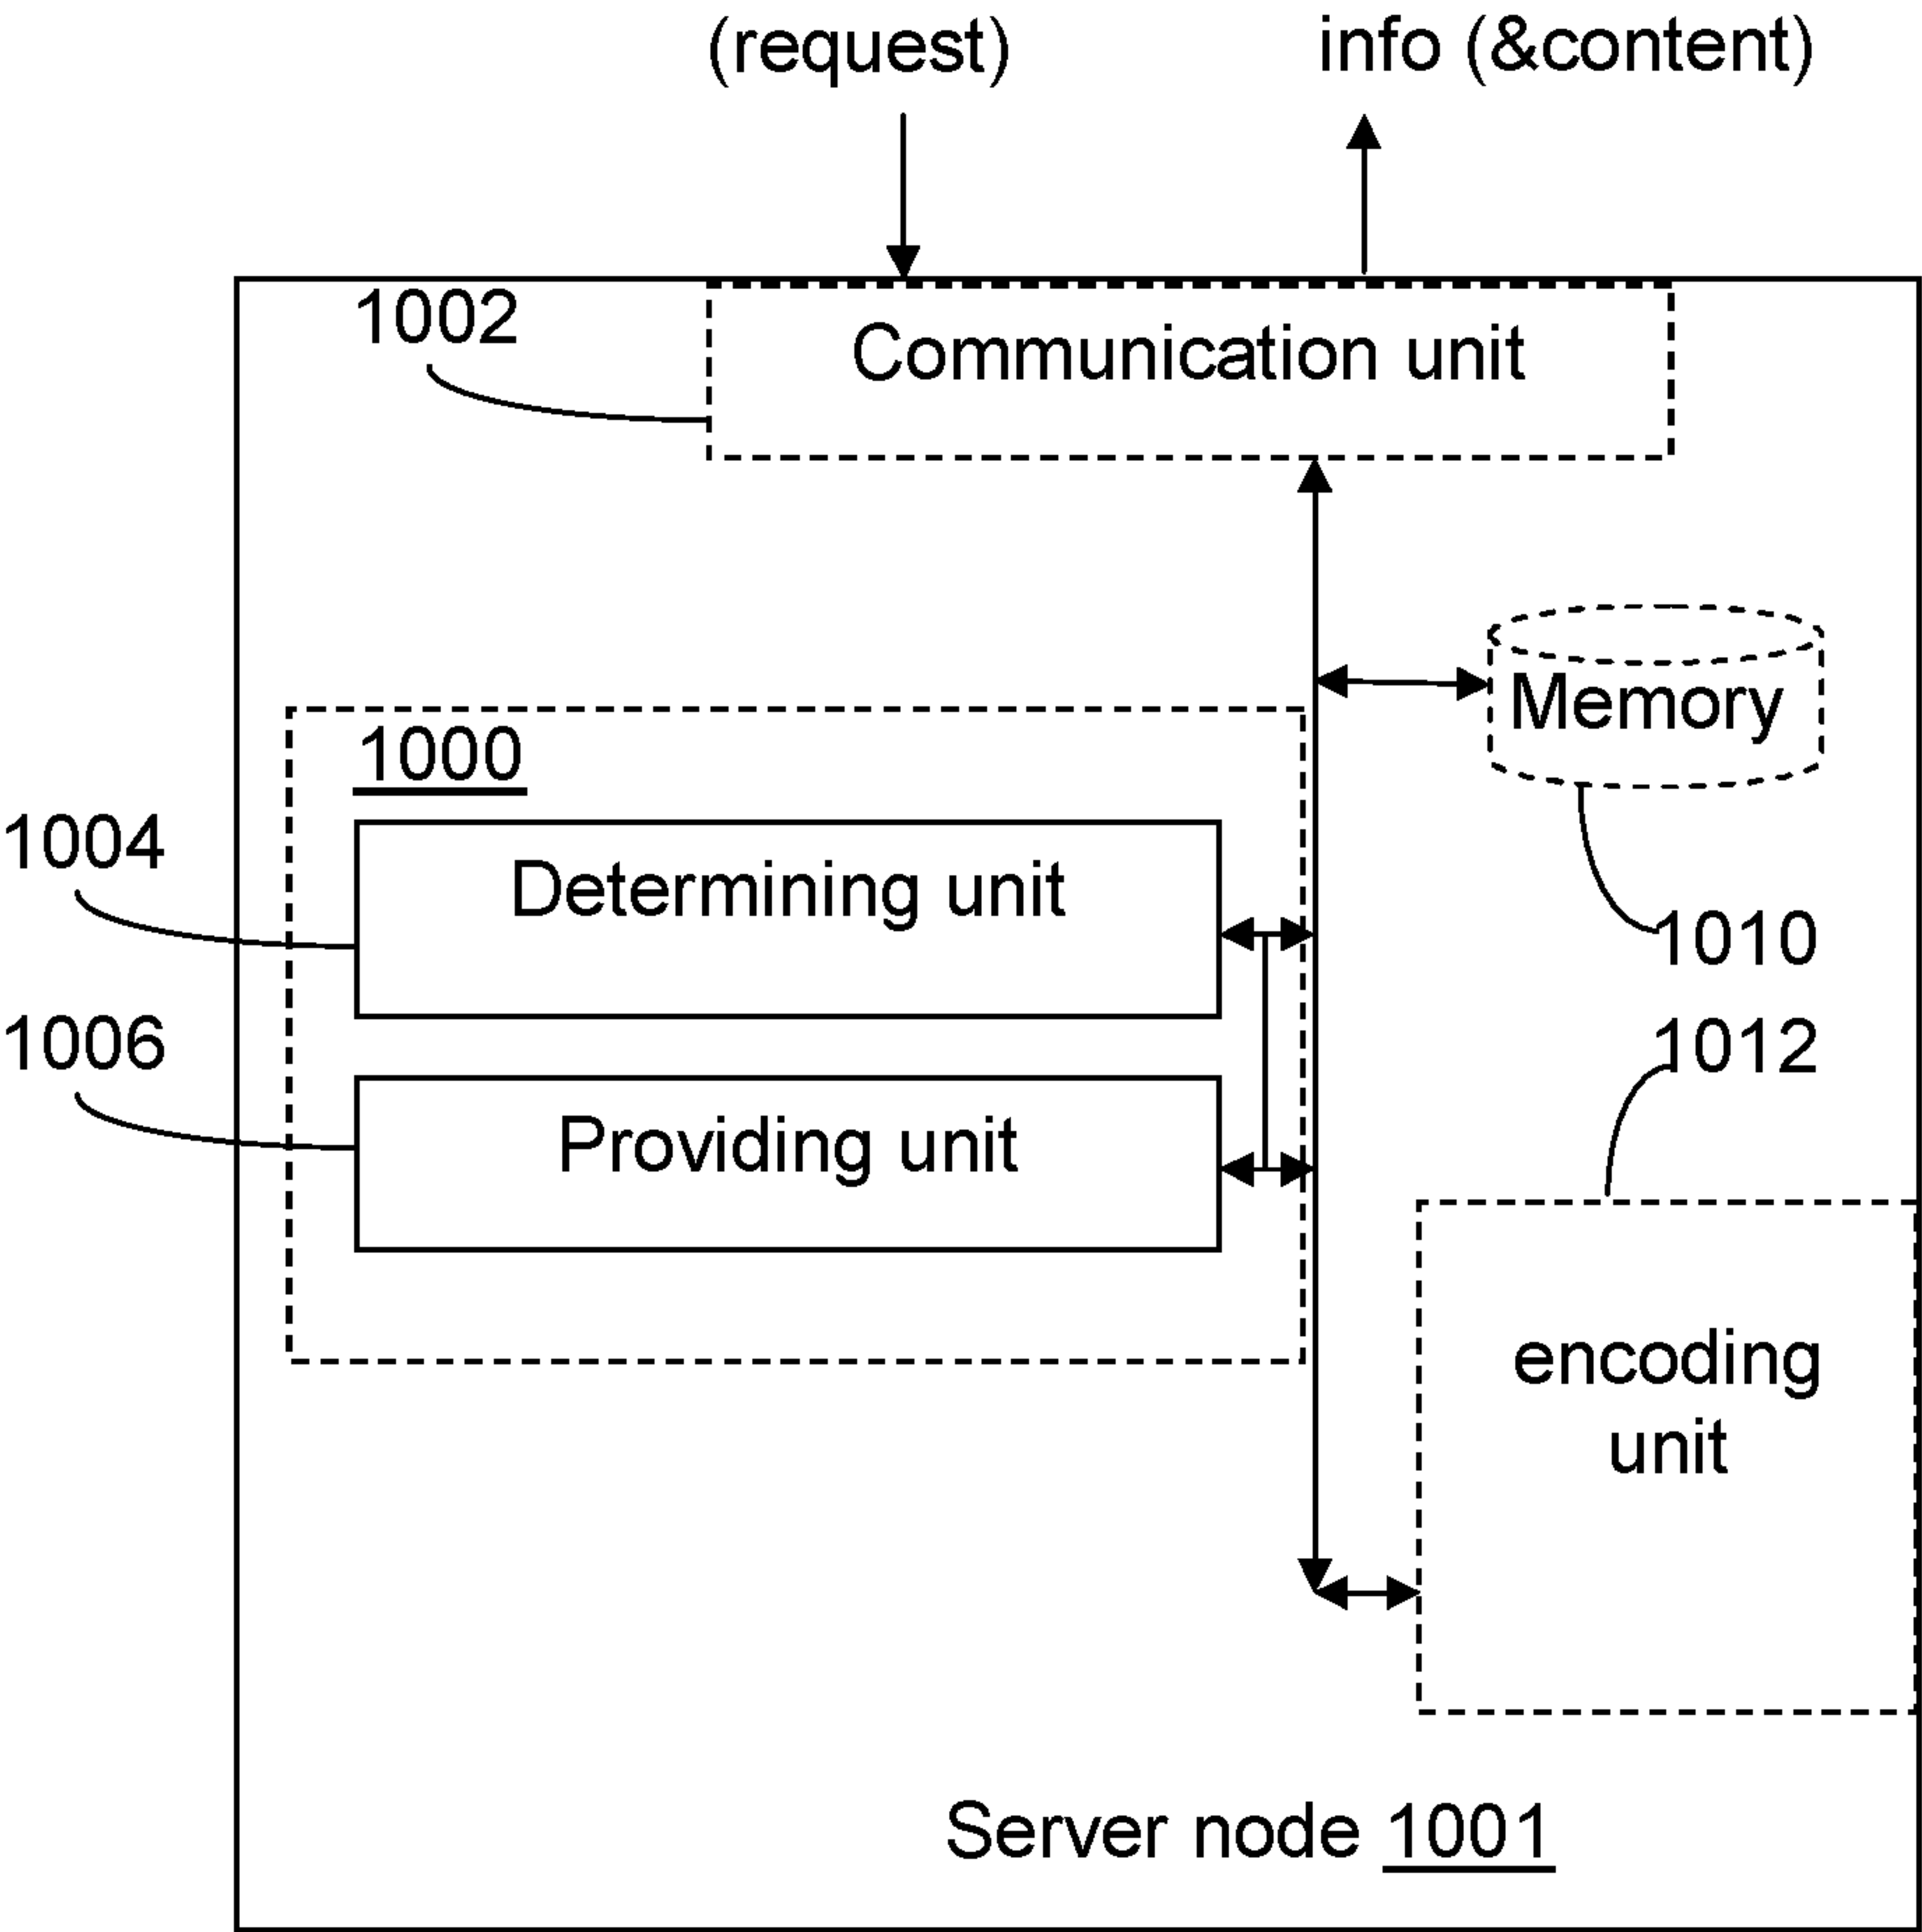 (request)
info (&content)
1002
Communication unit
Memory
1000
1004
Determining unit
1010
1006
1012
Providing unit
encoding
unit
Server node 1001